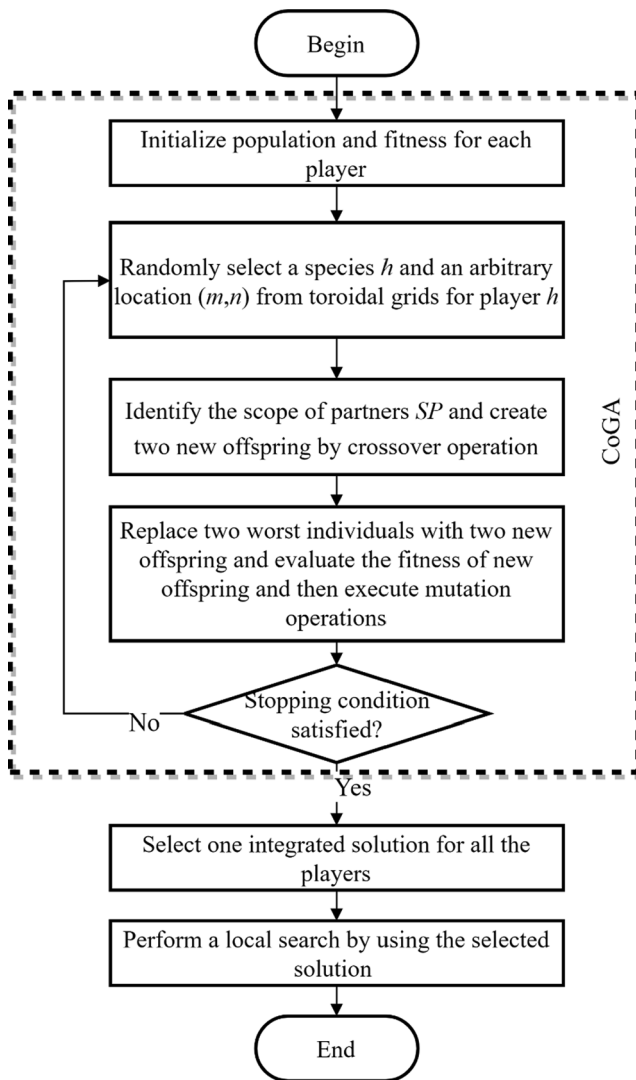 Begin
Initialize population and fitness for each
player
Randomly select a species h and an arbitrary
location (m,n) from toroidal grids for player h
Identify the scope of partners SP and create
two new offspring by crossover operation
CoGA
Replace two worst individuals with two new
offspring and evaluate the fitness of new
offspring and then execute mutation
operations
Stopping condition
satisfied?
No
Yes
Select one integrated solution for all the
players
Perform a local search by using the selected
solution
End